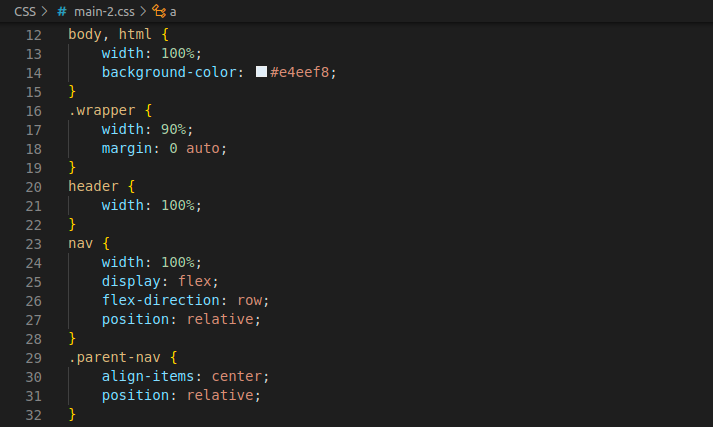 CSS > # main-2.css > a
12 body, html {
13     width: 100%;
14     background-color: #e4eef8;
15 }
16 .wrapper {
17     width: 90%;
18     margin: 0 auto;
19 }
20 header {
21     width: 100%;
22 }
23 nav {
24     width: 100%;
25     display: flex;
26     flex-direction: row;
27     position: relative;
28 }
29 .parent-nav {
30     align-items: center;
31     position: relative;
32 }